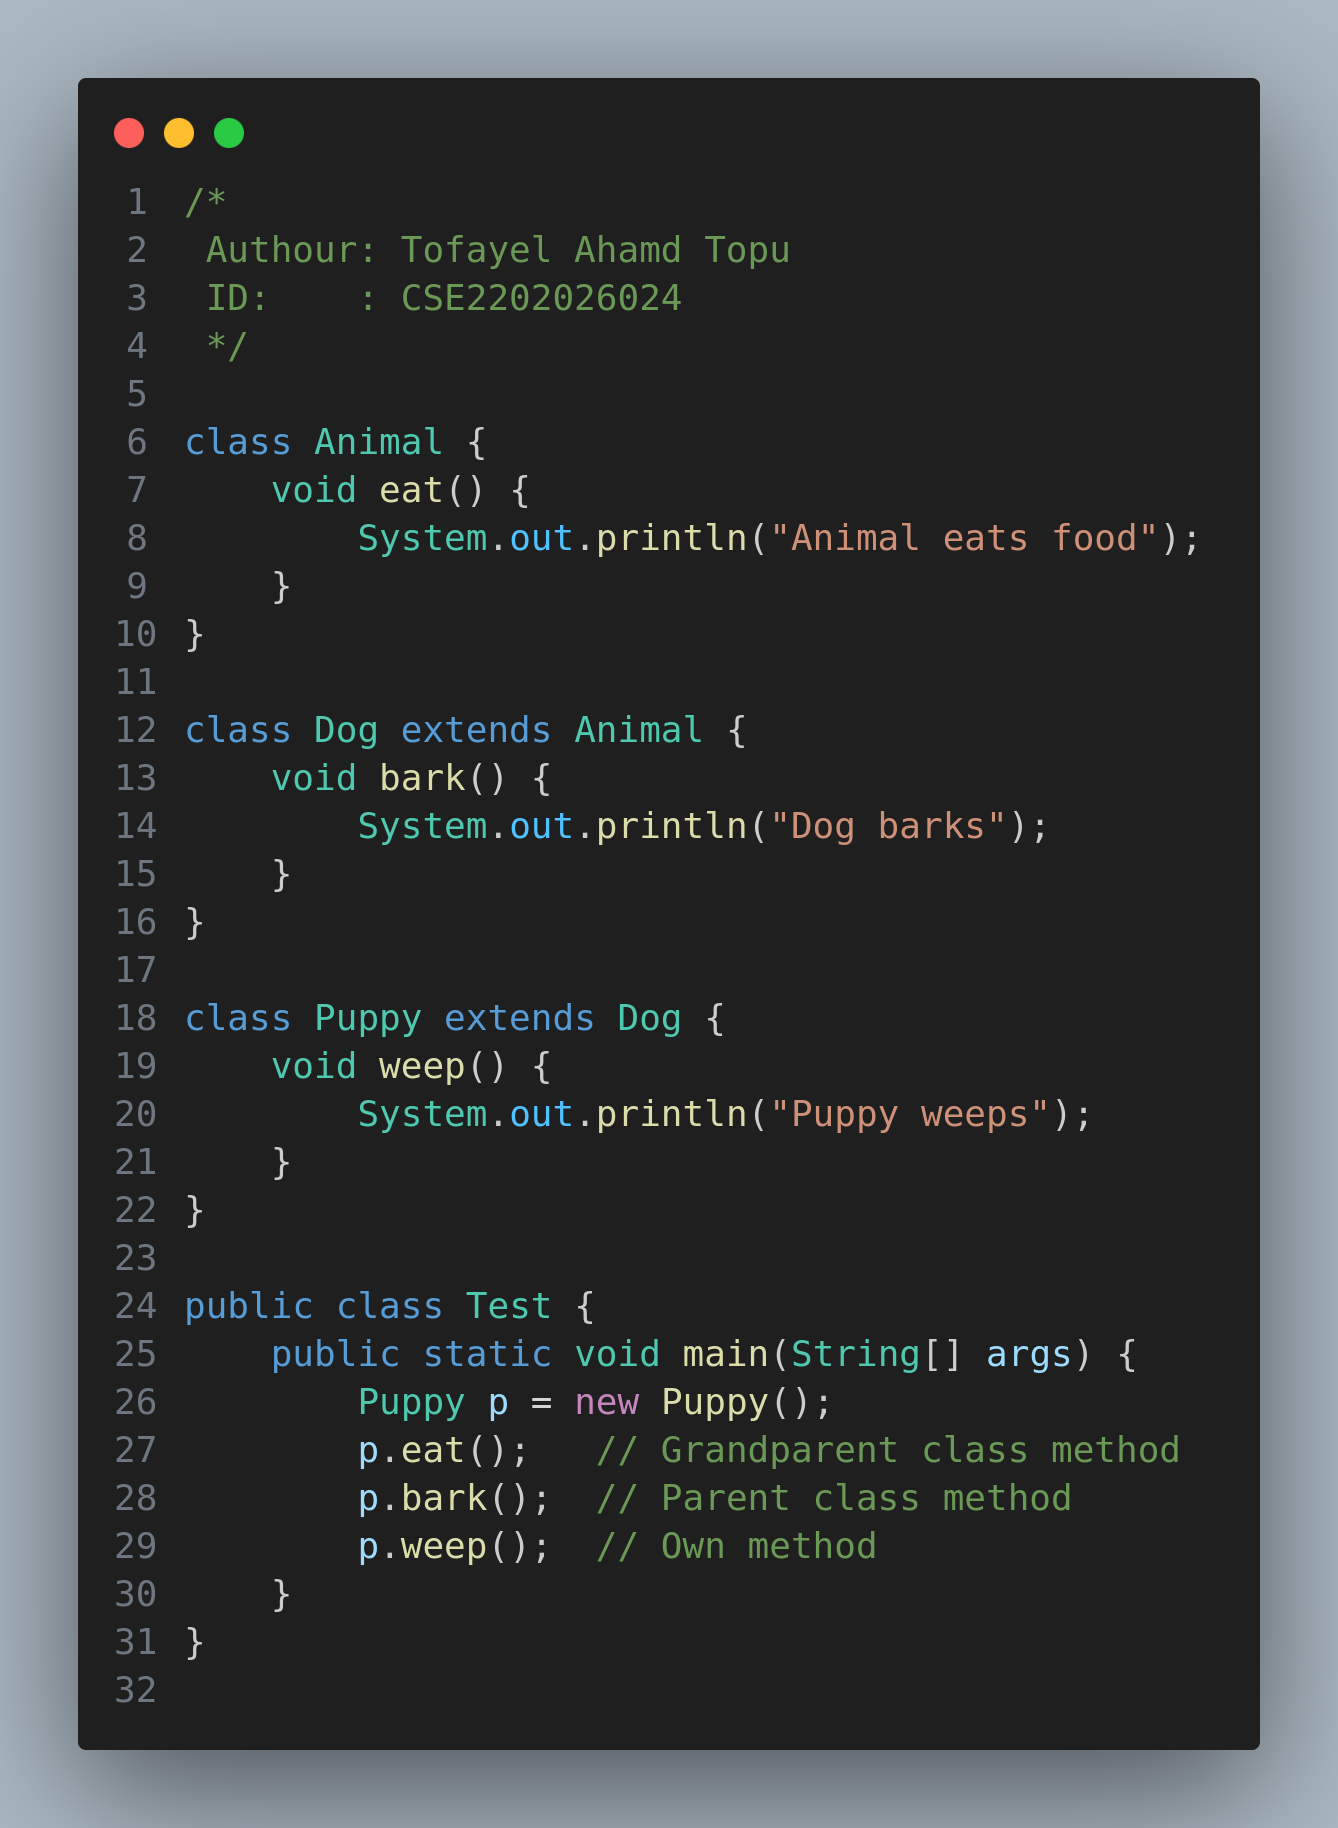 1 /*
2  Authour: Tofayel Ahamd Topu
3  ID:    : CSE2202026024
4  */
5
6 class Animal {
7     void eat() {
8         System.out.println("Animal eats food");
9     }
10 }
11
12 class Dog extends Animal {
13     void bark() {
14         System.out.println("Dog barks");
15     }
16 }
17
18 class Puppy extends Dog {
19     void weep() {
20         System.out.println("Puppy weeps");
21     }
22 }
23
24 public class Test {
25     public static void main(String[] args) {
26         Puppy p = new Puppy();
27         p.eat();   // Grandparent class method
28         p.bark();  // Parent class method
29         p.weep();  // Own method
30     }
31 }
32